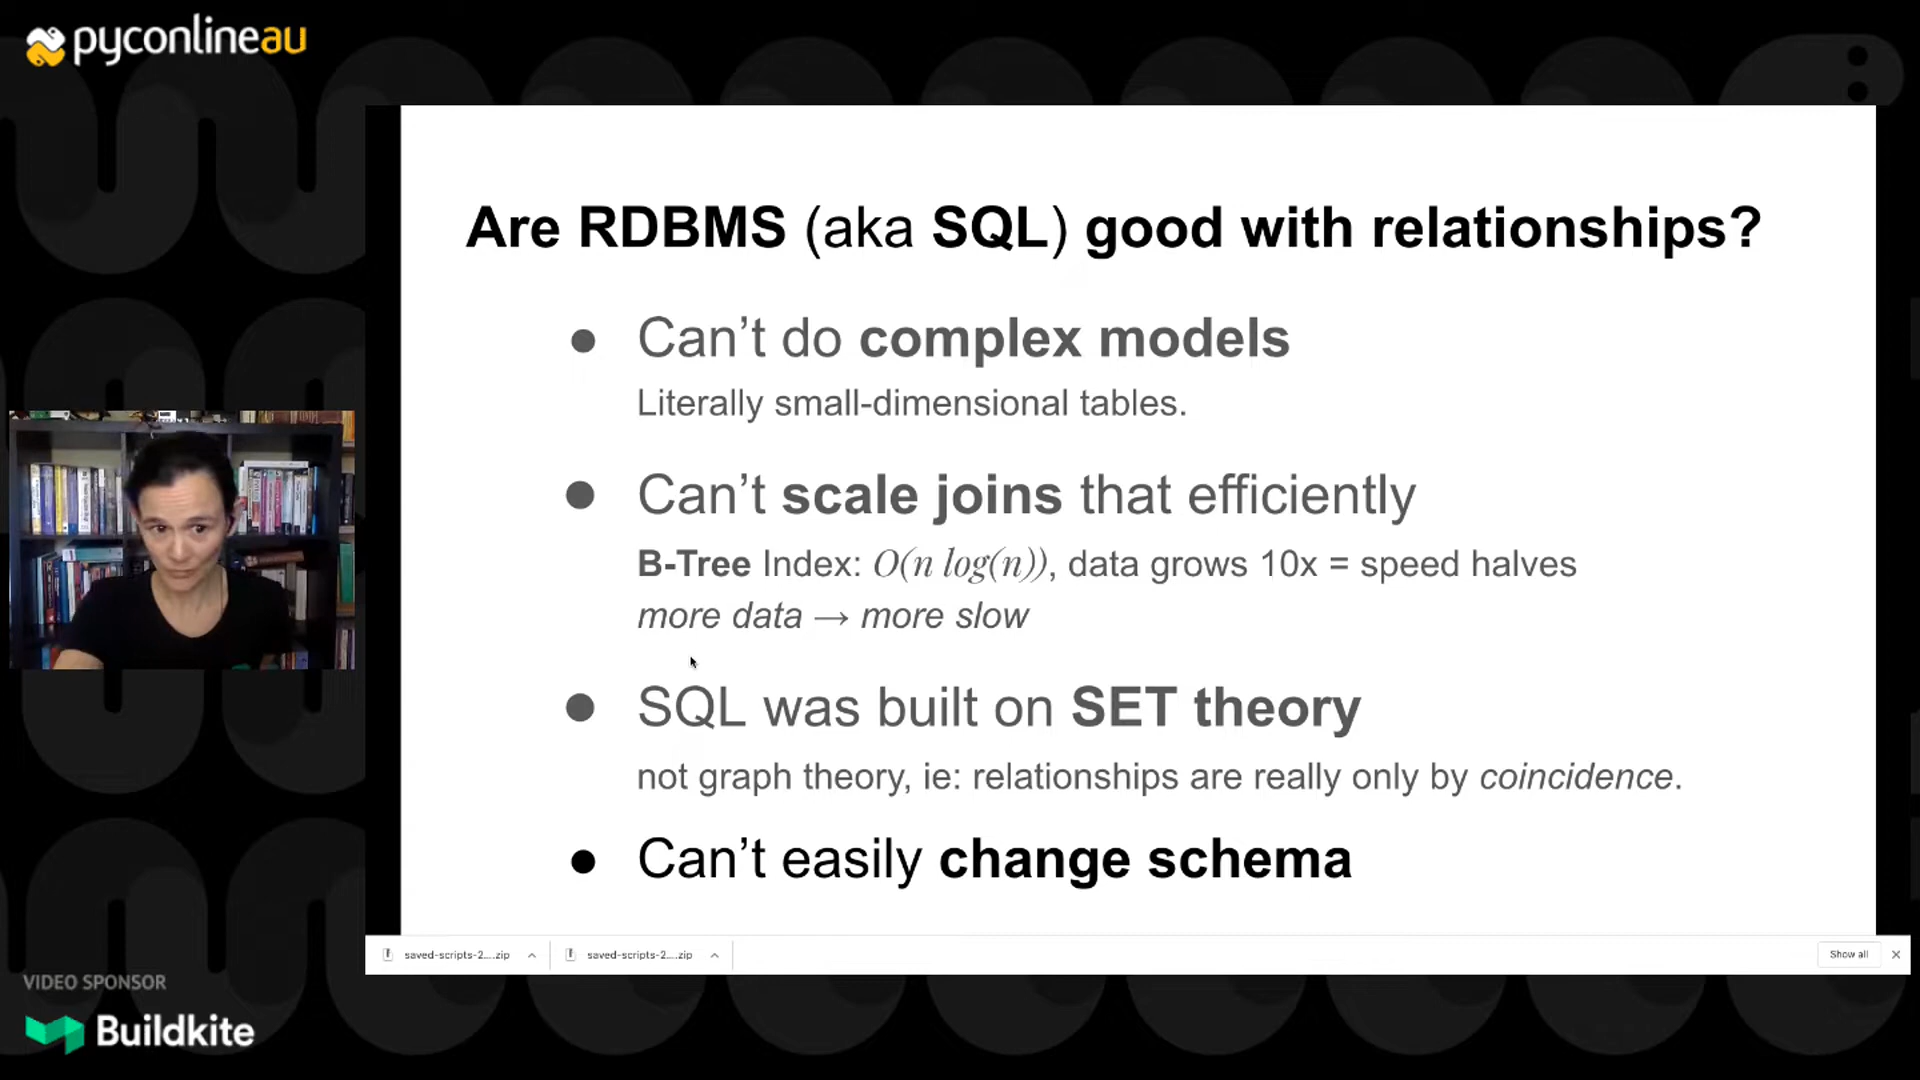 pyconlineau
Are RDBMS (aka SQL) good with relationships?
● Can’t do complex models
Literally small-dimensional tables.
● Can’t scale joins that efficiently
B-Tree Index: O(n log(n)), data grows 10x = speed halves
more data → more slow
● SQL was built on SET theory
not graph theory, ie: relationships are really only by coincidence.
● Can’t easily change schema
saved-scripts-2....zip
saved-scripts-2....zip
Show all
VIDEO SPONSOR
Buildkite